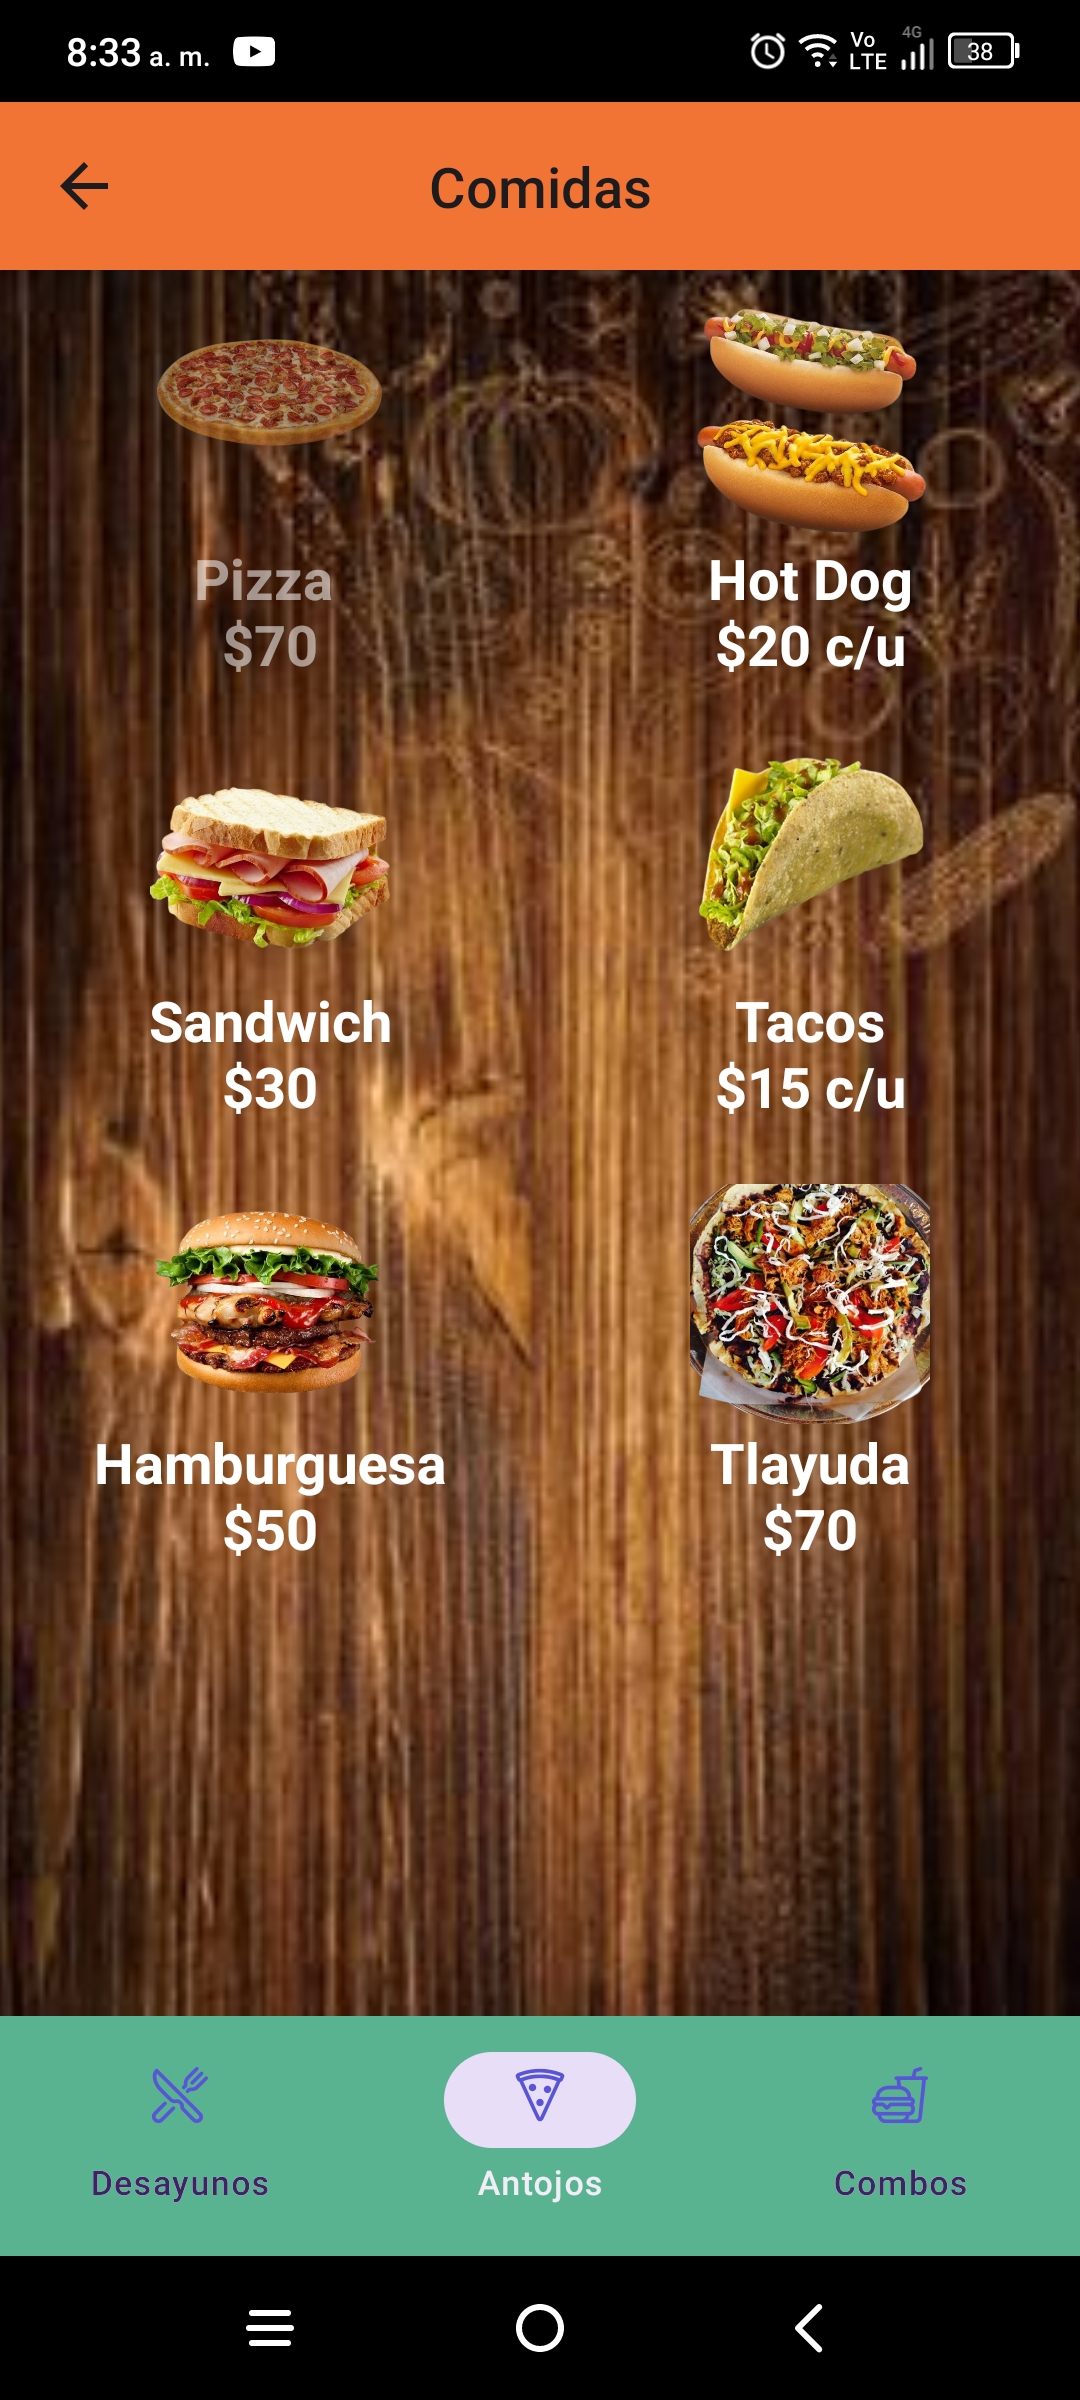 8:33 a. m.
Vo
LTE
4G
38
Comidas
Pizza
$70
Hot Dog
$20 c/u
Sandwich
$30
Tacos
$15 c/u
Hamburguesa
$50
Tlayuda
$70
Desayunos
Antojos
Combos